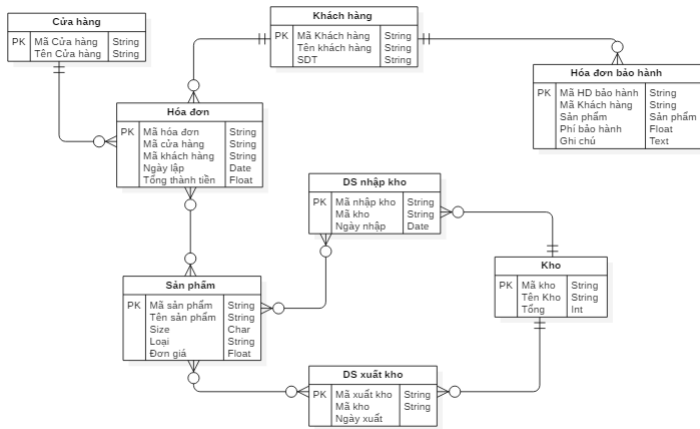 Cửa hàng
PK Mã Cửa hàng String
Tên Cửa hàng String
Khách hàng
PK Mã Khách hàng String
Tên khách hàng String
SDT String
Hóa đơn bảo hành
PK Mã HD bảo hành String
Mã Khách hàng String
Sản phẩm Sản phẩm
Phí bảo hành Float
Ghi chú Text
Hóa đơn
PK Mã hóa đơn String
Mã cửa hàng String
Mã khách hàng String
Ngày lập Date
Tổng thành tiền Float
DS nhập kho
PK Mã nhập kho String
Mã kho String
Ngày nhập Date
Kho
PK Mã kho String
Tên Kho String
Tổng Int
Sản phẩm
PK Mã sản phẩm String
Tên sản phẩm String
Size Char
Loại String
Đơn giá Float
DS xuất kho
PK Mã xuất kho String
Mã kho String
Ngày xuất